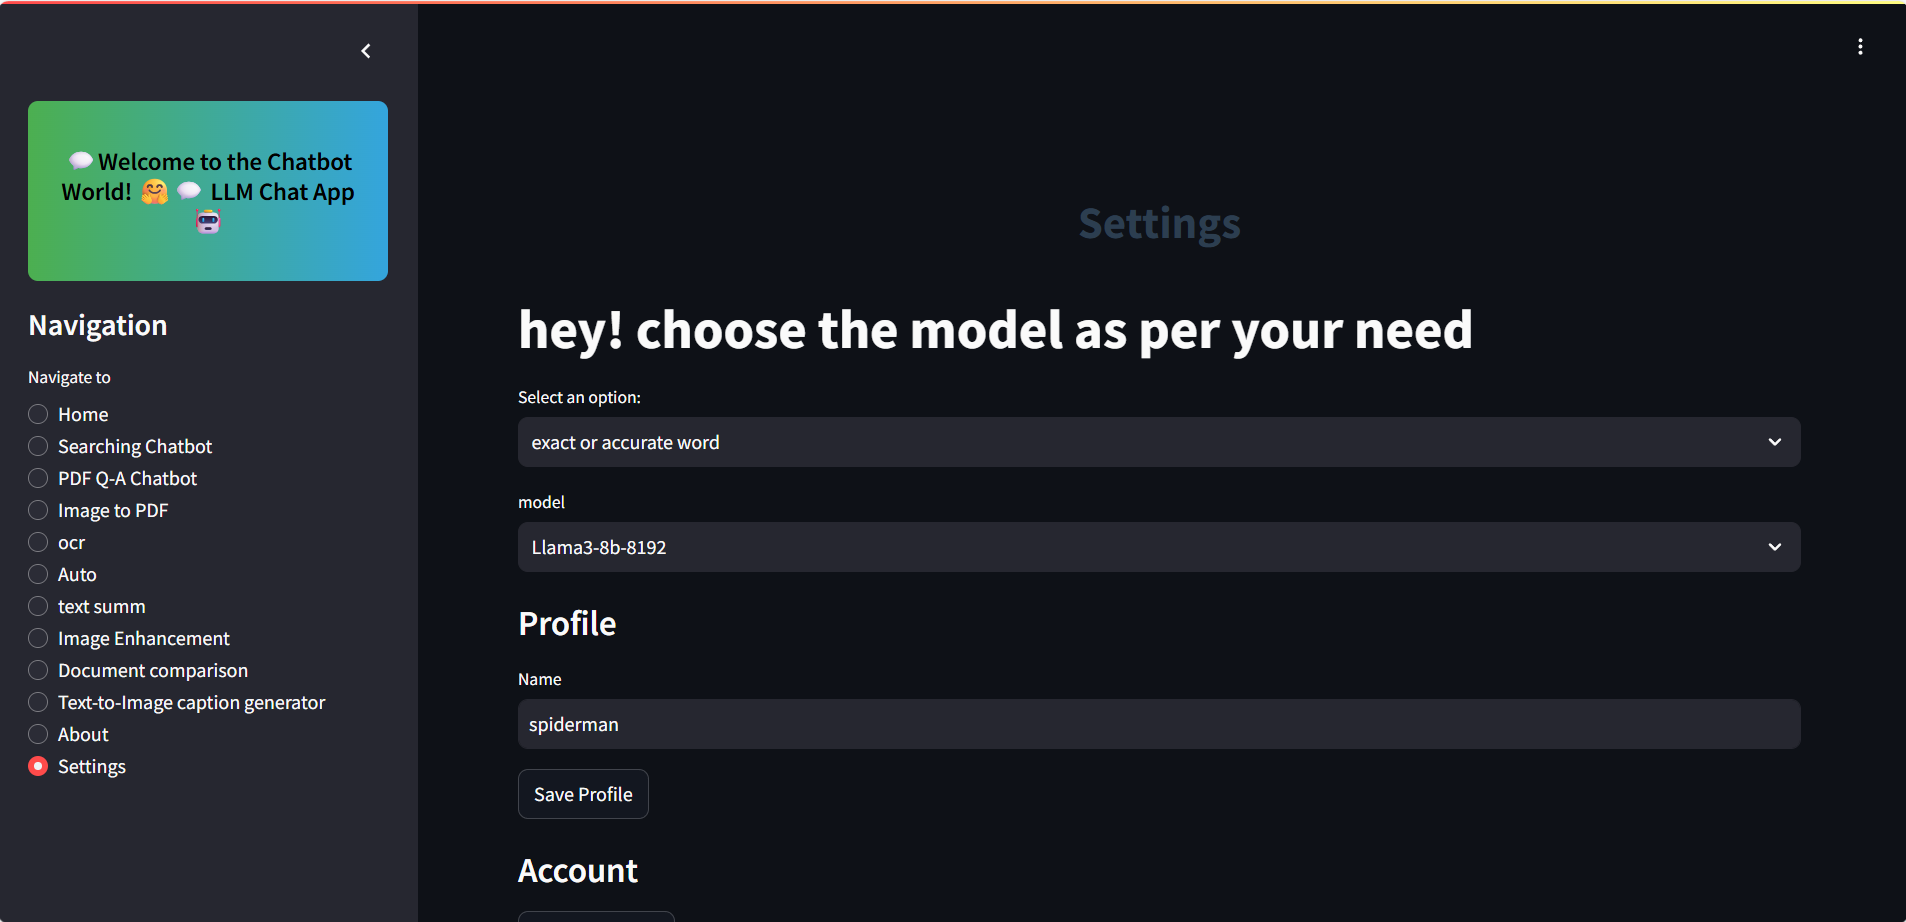 💬Welcome to the Chatbot
World! 🤗 💬 LLM Chat App
🤖
Navigation
Navigate to
Home
Searching Chatbot
PDF Q-A Chatbot
Image to PDF
ocr
Auto
text summ
Image Enhancement
Document comparison
Text-to-Image caption generator
About
Settings
Settings
hey! choose the model as per your need
Select an option:
exact or accurate word
model
Llama3-8b-8192
Profile
Name
spiderman
Save Profile
Account